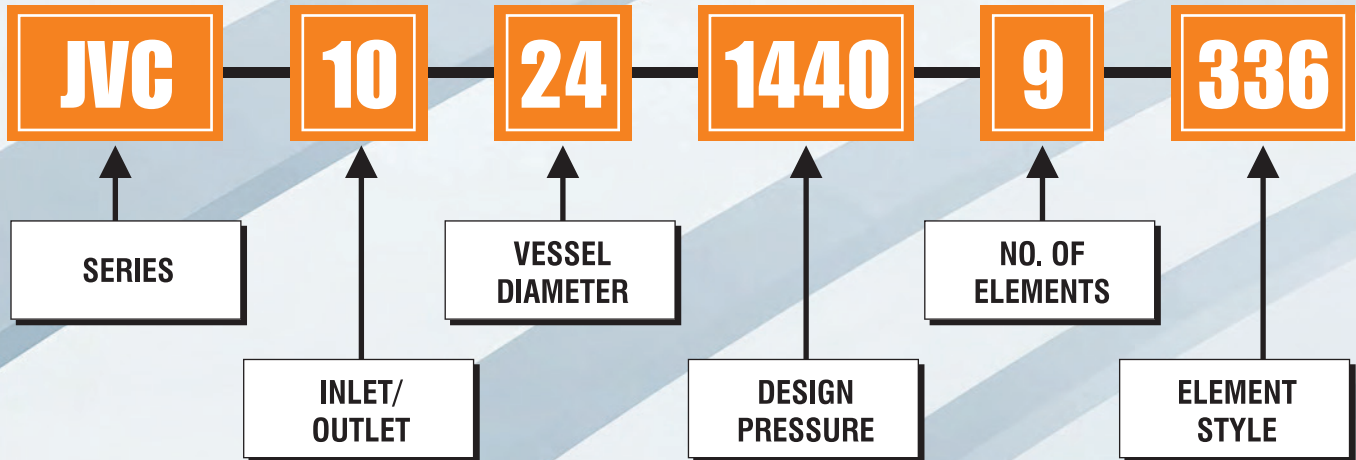 JVC 10 24 1440 9 336
SERIES
VESSEL
DIAMETER
NO. OF
ELEMENTS
INLET/
OUTLET
DESIGN
PRESSURE
ELEMENT
STYLE